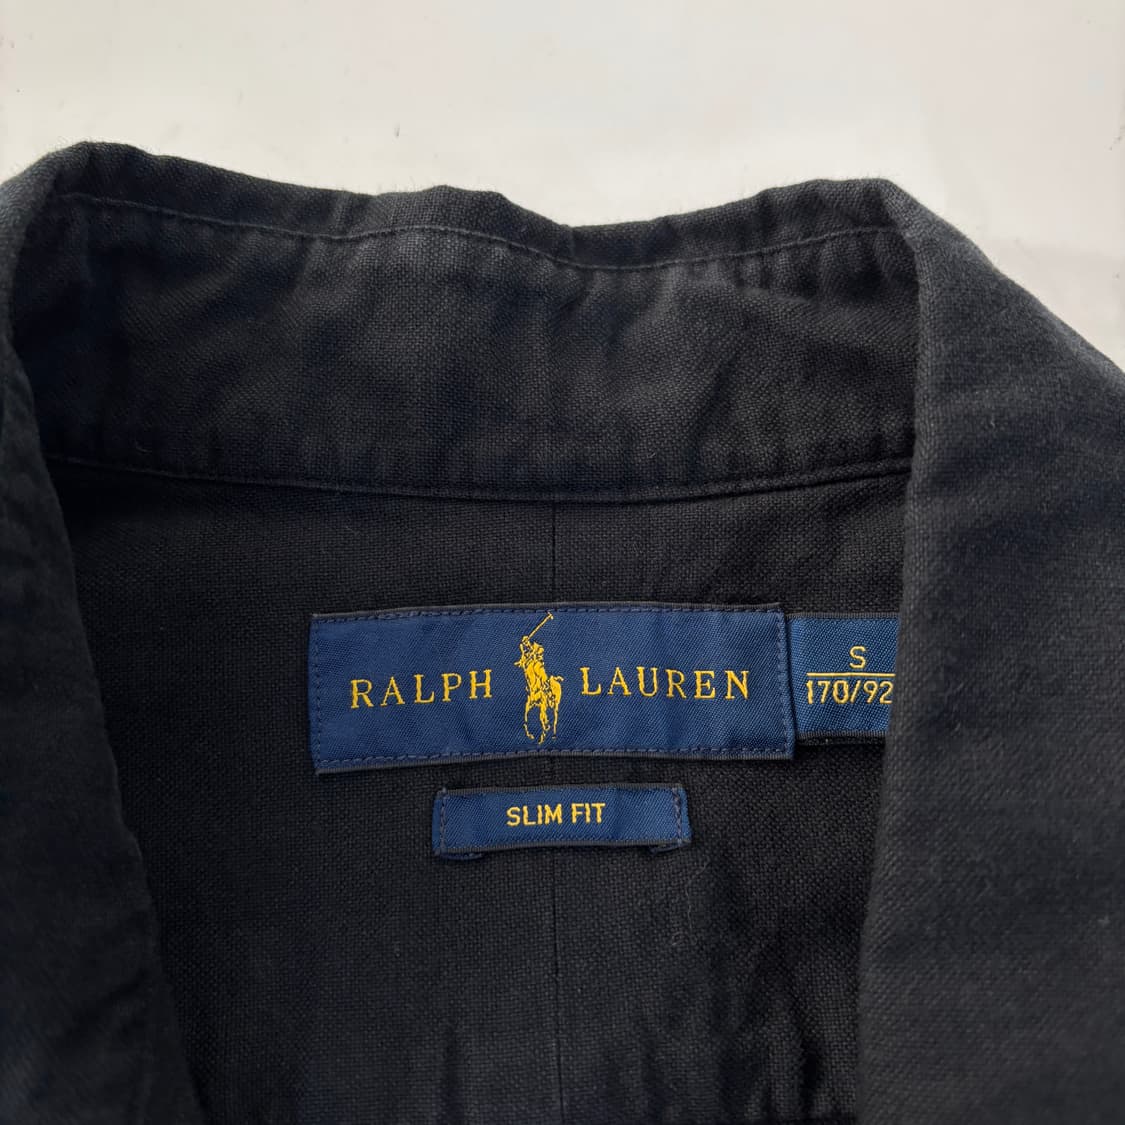 RALPH LAUREN
S
170/92
SLIM FIT